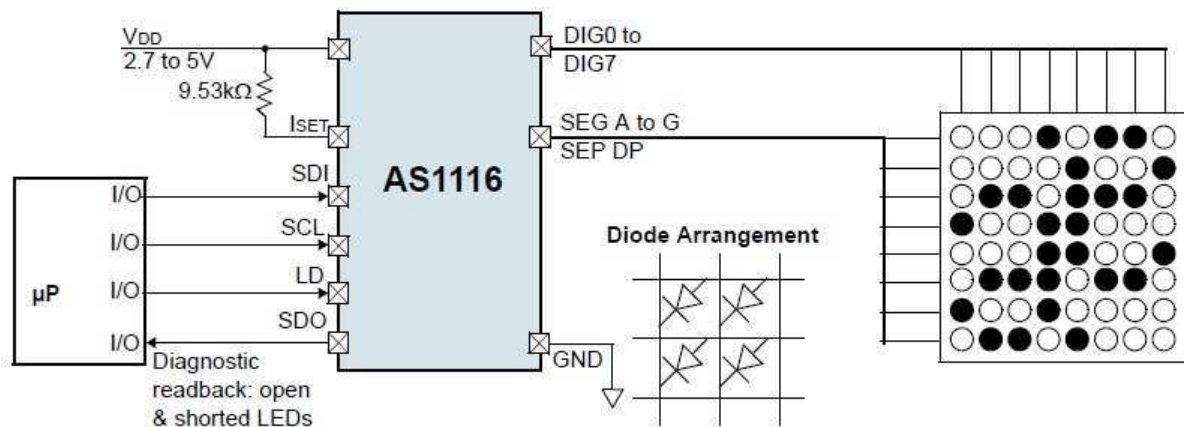 VDD
2.7 to 5V
9.53kΩ
ISET
SDI
SCL
LD
SDO
I/O
I/O
I/O
I/O
µP
Diagnostic
readback: open
& shorted LEDs
AS1116
DIG0 to
DIG7
SEG A to G
SEP DP
GND
Diode Arrangement